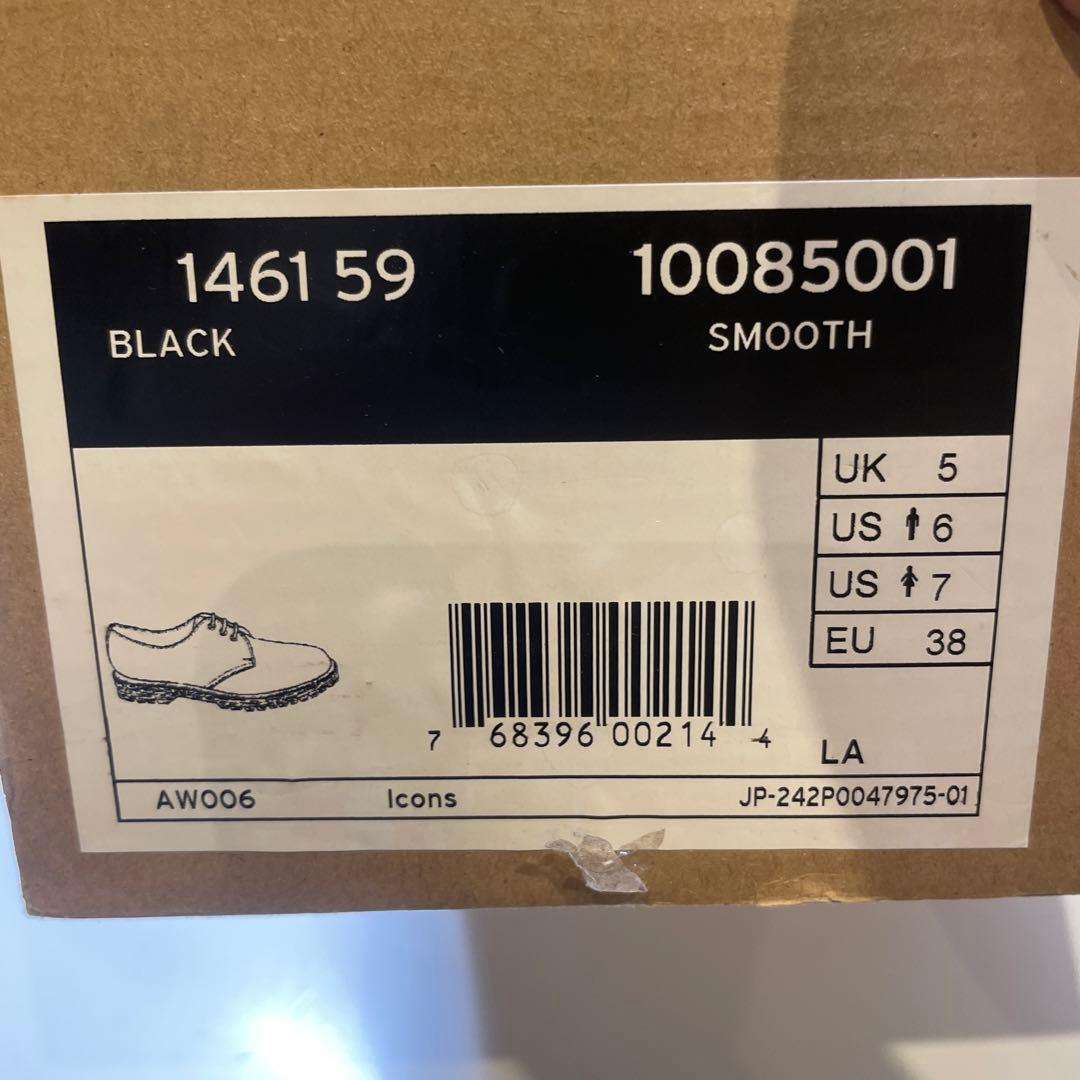 1461 59 10085001
BLACK SMOOTH
UK 5
US 6
US 7
EU 38
7 68396 00214 4
LA
AW006 Icons JP-242P0047975-01